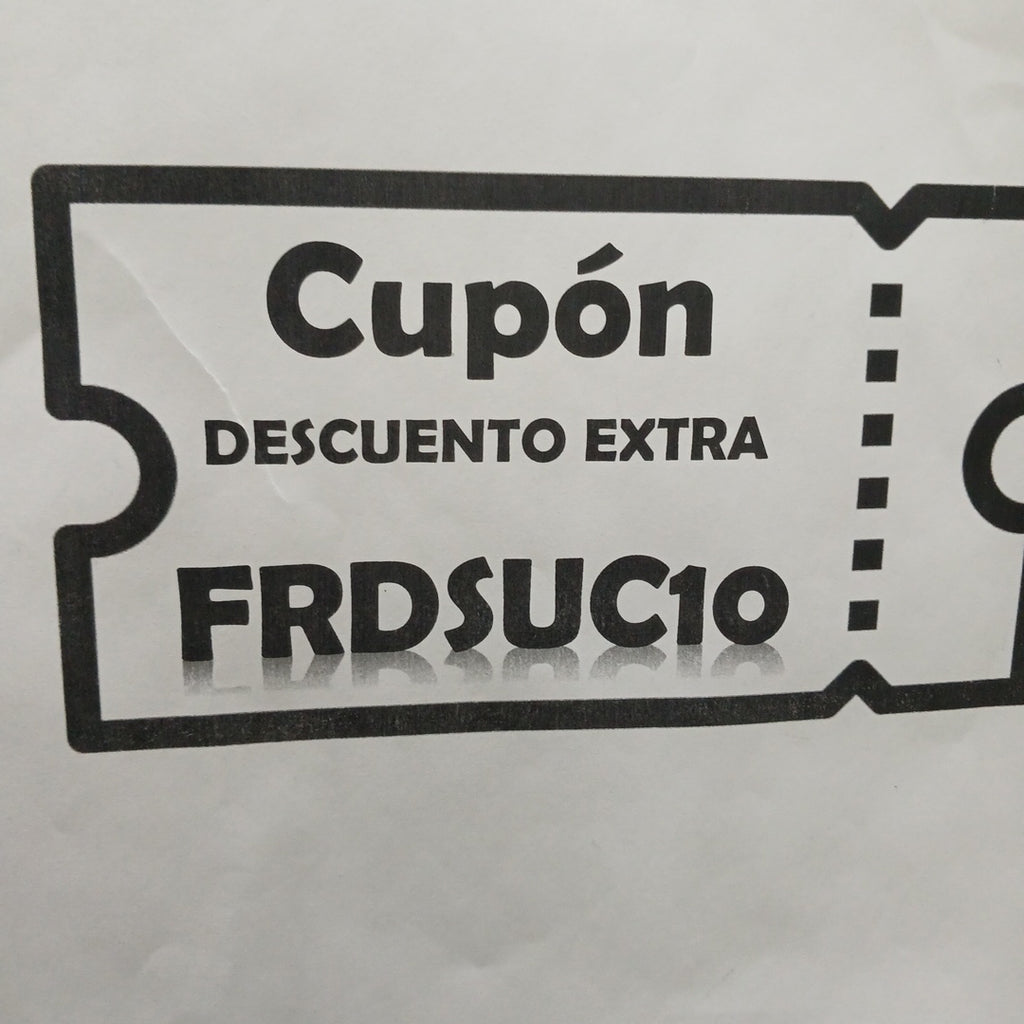 Cupón
DESCUENTO EXTRA
FRDSUC10